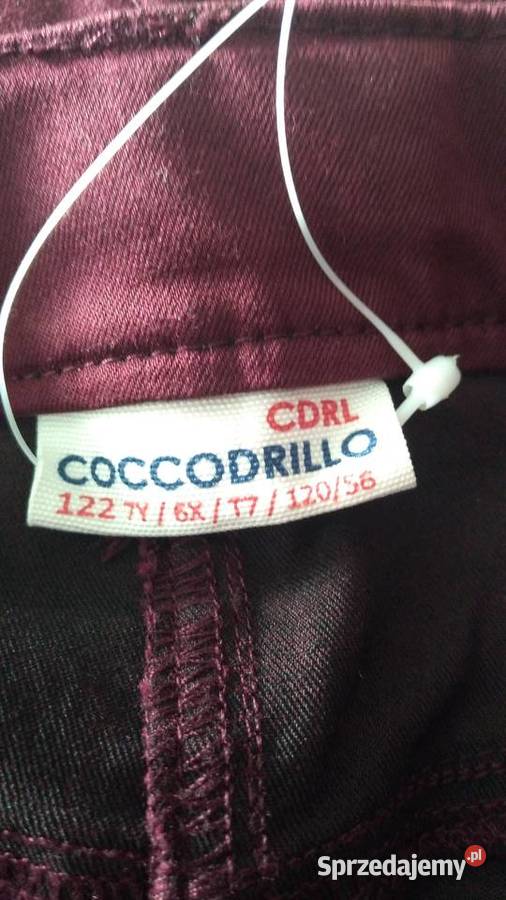 CDRL
COCCODRILLO
122 7Y / 6X / T7 / 120/56
Sprzedajemy.pl